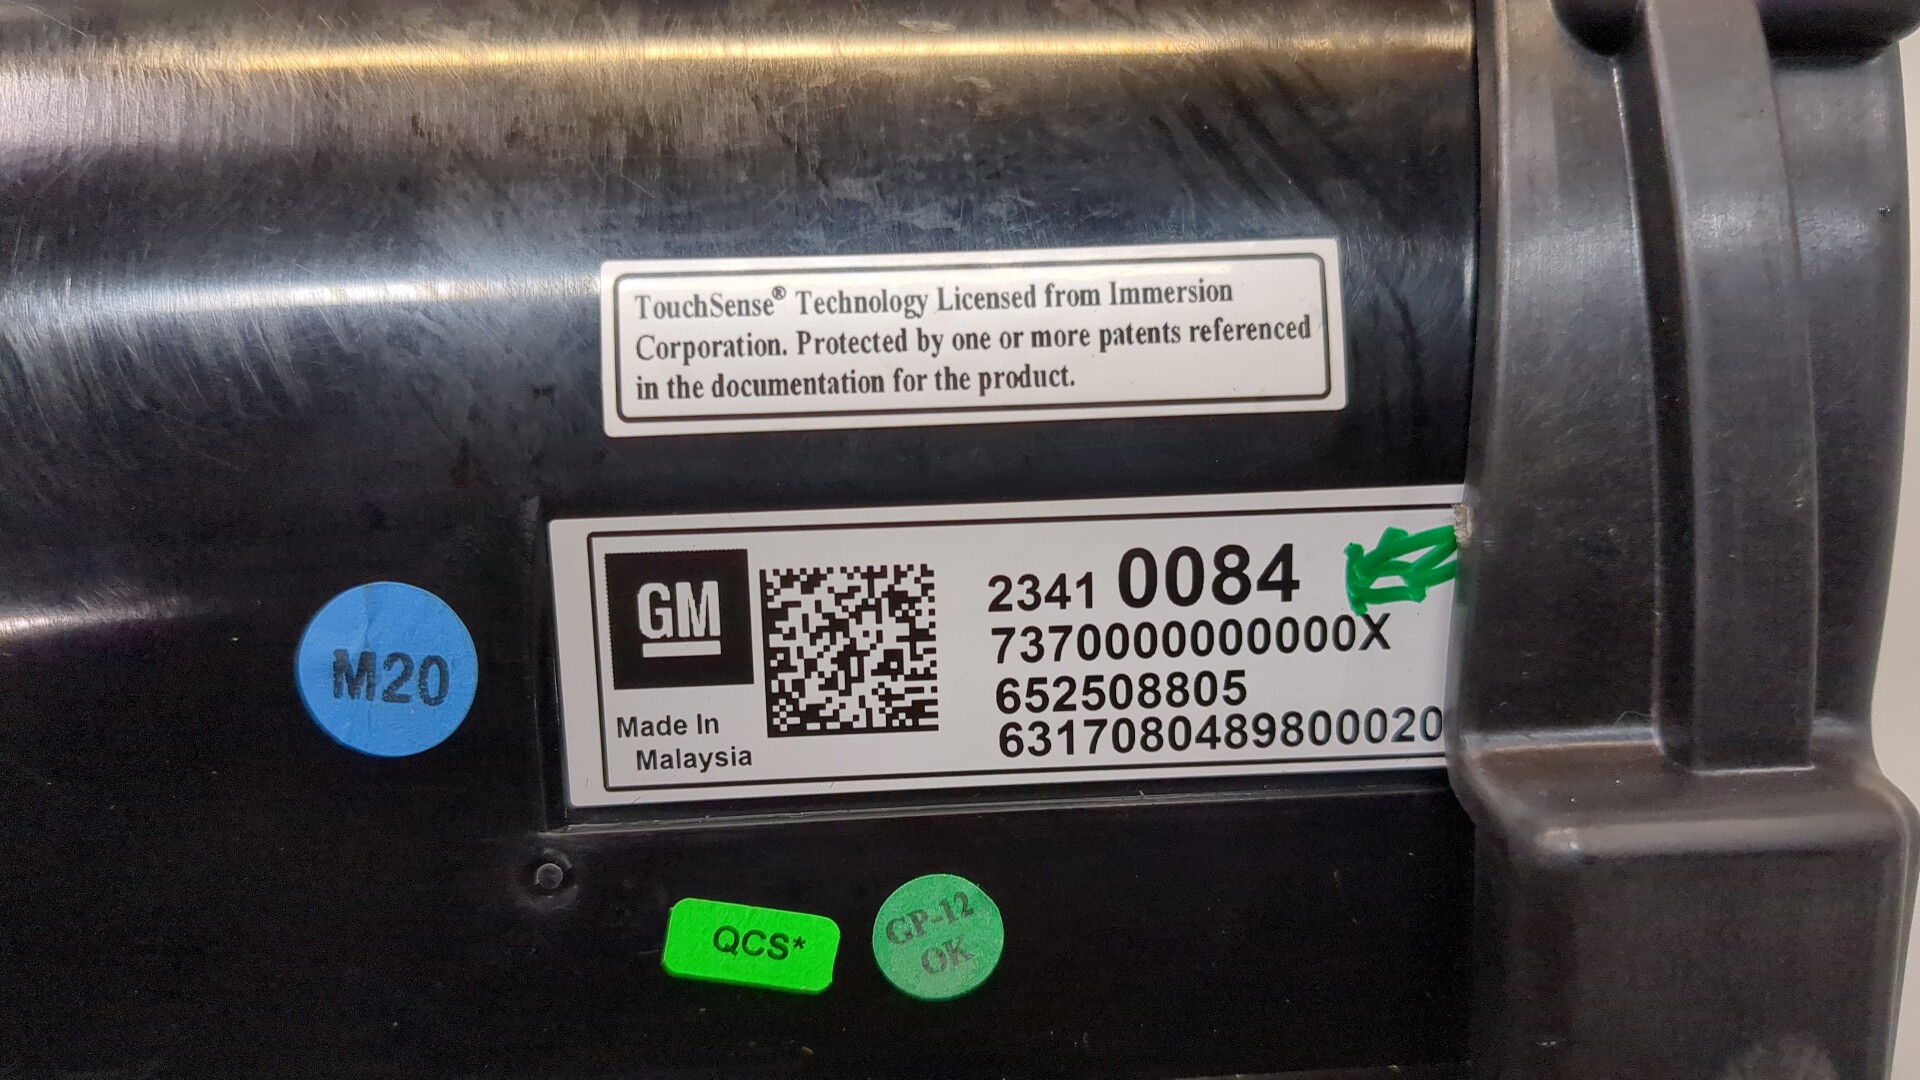 TouchSense® Technology Licensed from Immersion
Corporation. Protected by one or more patents referenced
in the documentation for the product.
GM
Made In
Malaysia
2341 0084
7370000000000X
652508805
6317080489800020
M20
QCS*
GP-12
OK